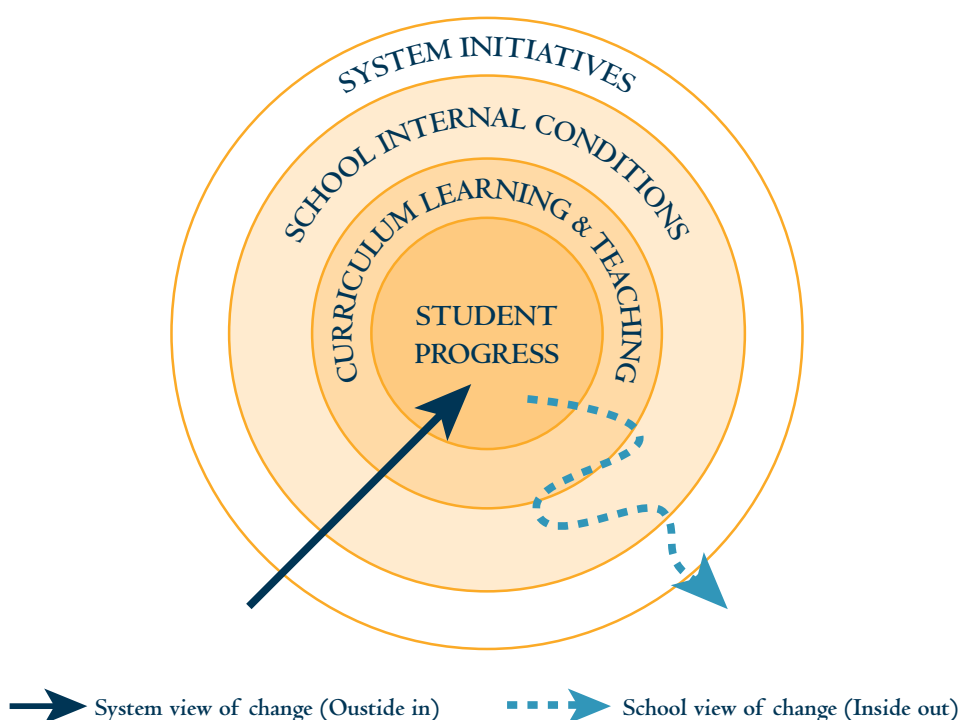 SYSTEM INITIATIVES
SCHOOL INTERNAL CONDITIONS
CURRICULUM LEARNING & TEACHING
STUDENT
PROGRESS
System view of change (Oustide in)
School view of change (Inside out)